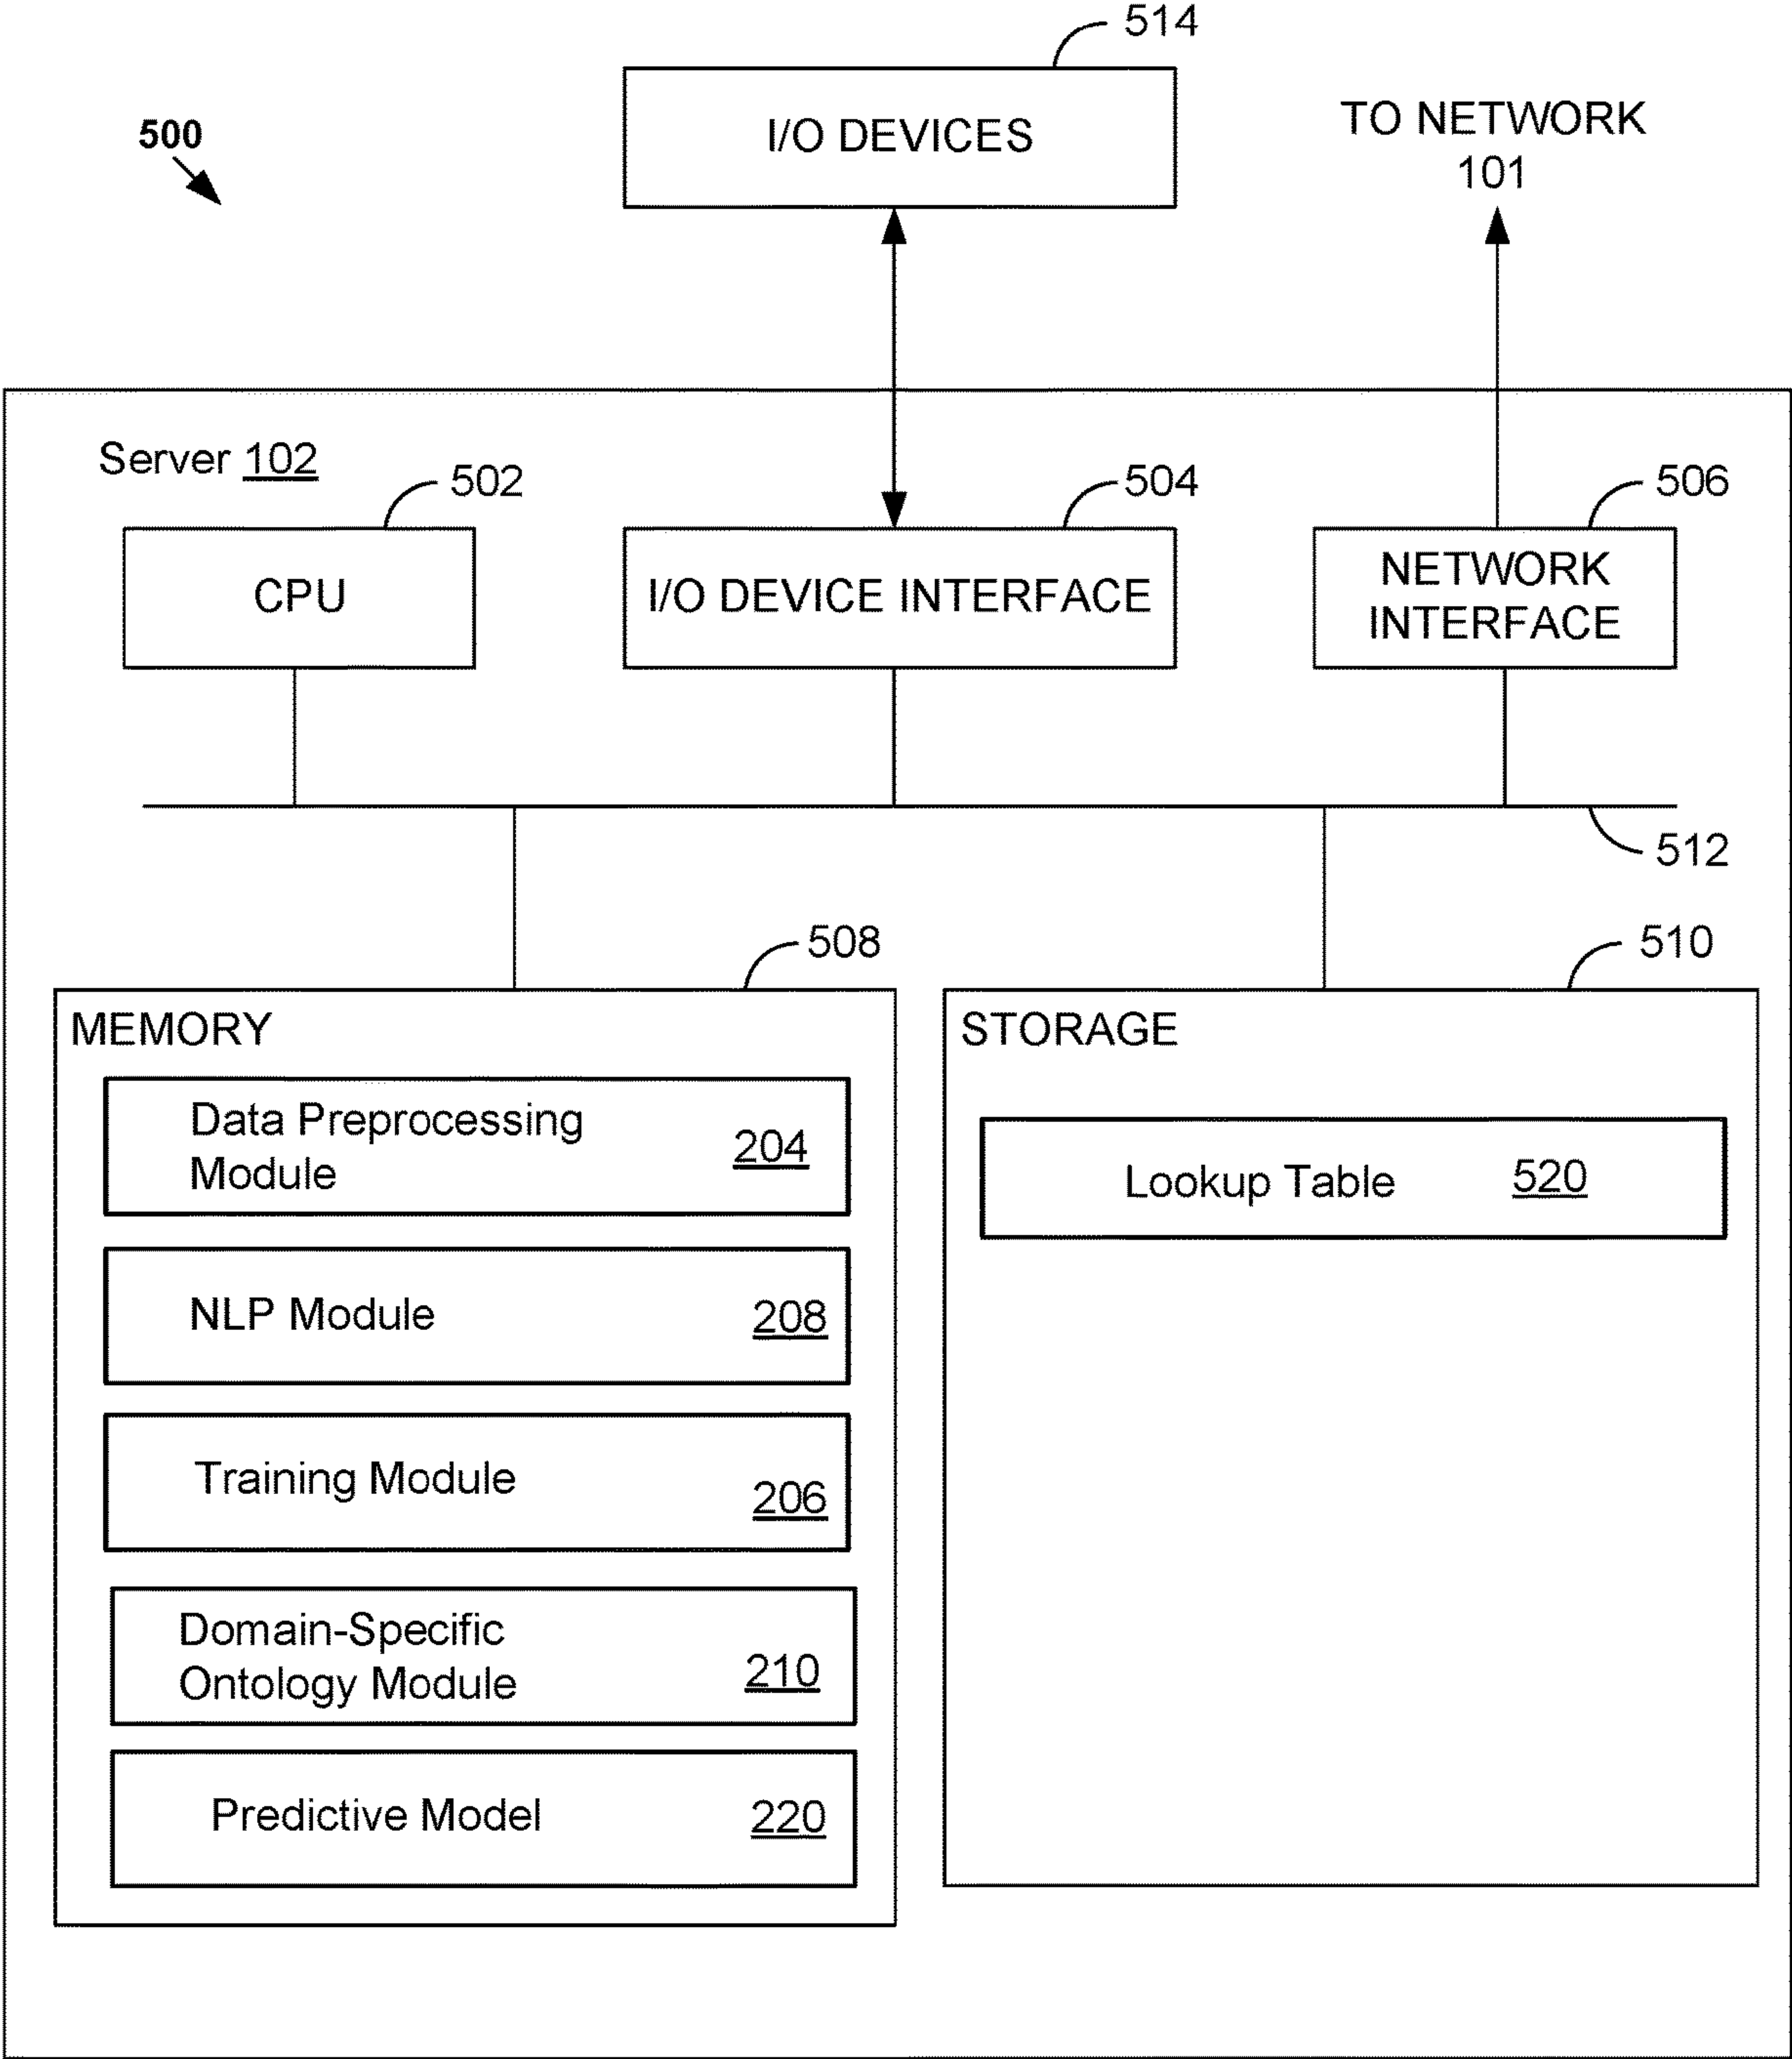 514
I/O DEVICES
TO NETWORK
101
500
Server 102
502
504
506
CPU
I/O DEVICE INTERFACE
NETWORK
INTERFACE
512
508
510
MEMORY
STORAGE
Data Preprocessing
Module
204
Lookup Table 520
NLP Module 208
Training Module 206
Domain-Specific
Ontology Module
210
Predictive Model 220